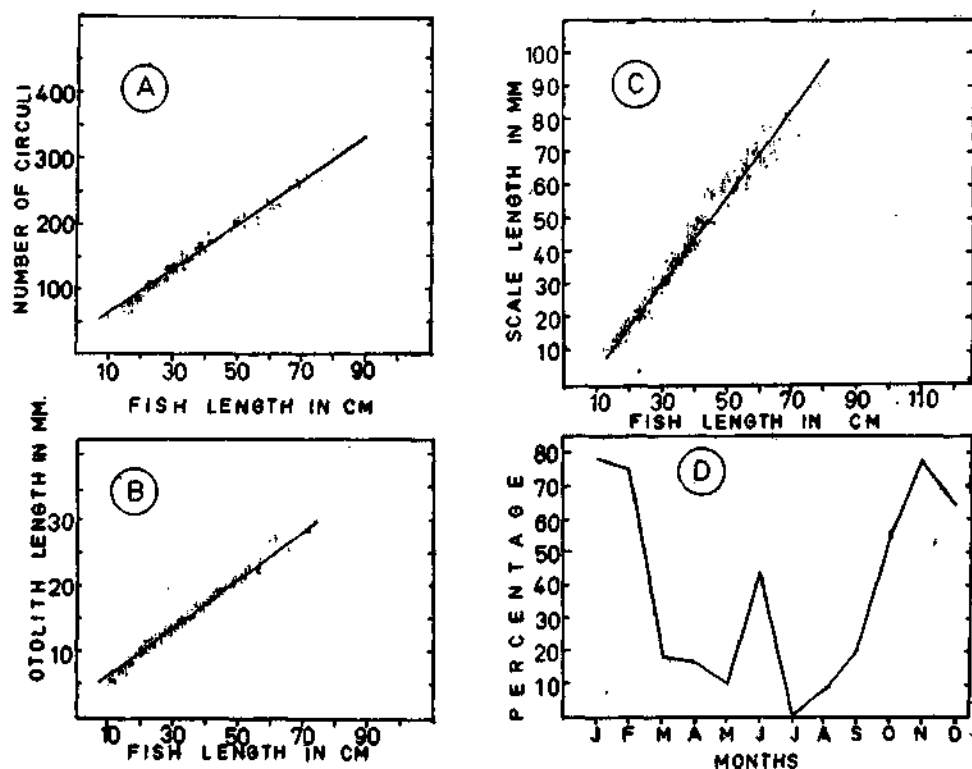 A
NUMBER OF CIRCULI
400
300
200
100
10 30 50 70 90
FISH LENGTH IN CM
C
SCALE LENGTH IN MM
100
90
80
70
60
50
40
30
20
10
10 30 50 70 90 110
FISH LENGTH IN CM
B
OTOLITH LENGTH IN MM.
30
20
10
10 30 50 70 90
FISH LENGTH IN CM
D
PERCENTAGE
80
70
60
50
40
30
20
10
J F M A M J J A S O N D
MONTHS